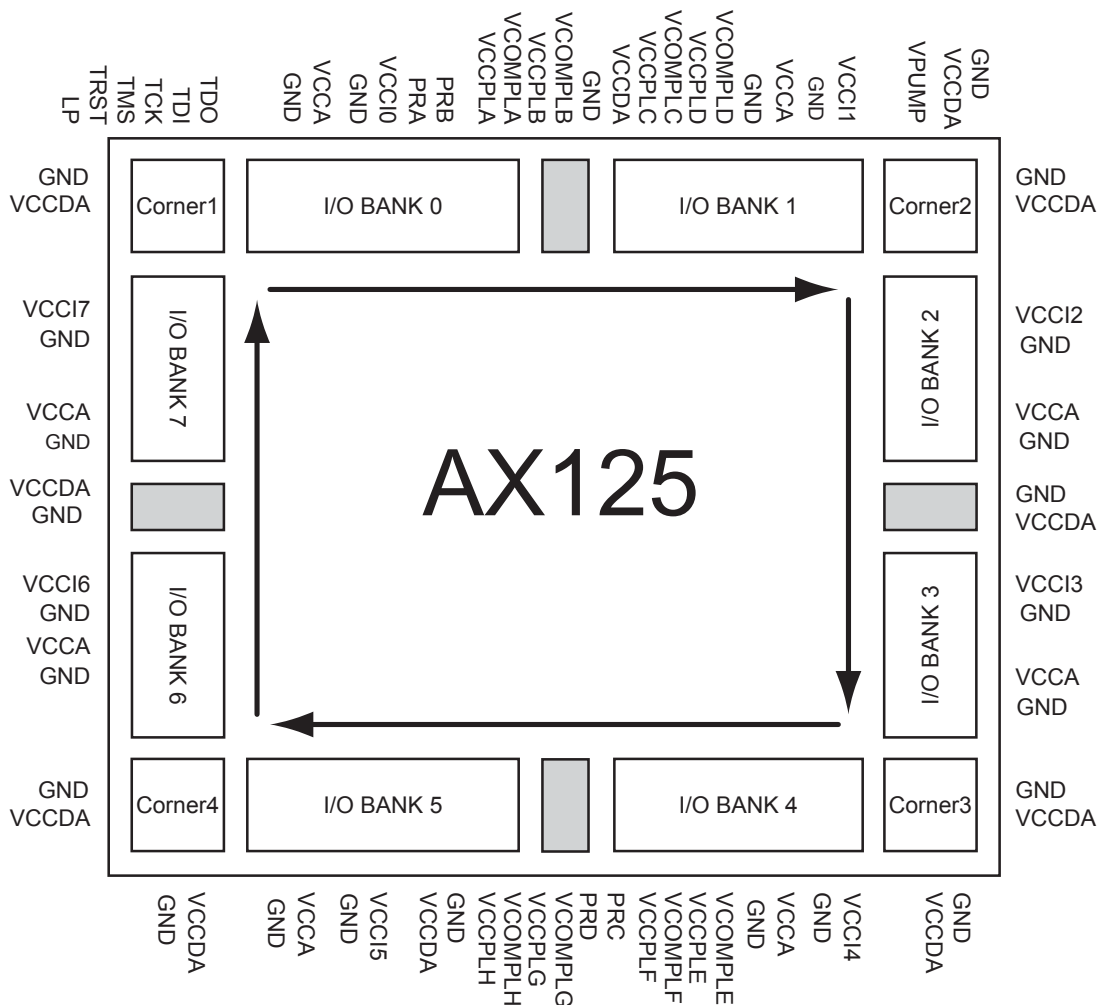 LP
TRST
TMS
TCK
TDI
TDO
GND
VCCA
GND
VCCI0
PRA
PRB
VCCPLA
VCOMPLA
VCCPLB
VCOMPLB
GND
VCCDA
VCCPLC
VCOMPLC
VCCPLD
VCOMPLD
GND
VCCA
GND
VCCI1
VPUMP
VCCDA
GND
GND
VCCDA
Corner1
I/O BANK 0
I/O BANK 1
Corner2
GND
VCCDA
VCCI7
GND
VCCA
GND
I/O BANK 7
I/O BANK 2
VCCI2
GND
VCCA
GND
AX125
VCCDA
GND
GND
VCCDA
VCCI6
GND
VCCA
GND
I/O BANK 6
I/O BANK 3
VCCI3
GND
VCCA
GND
GND
VCCDA
Corner4
I/O BANK 5
I/O BANK 4
Corner3
GND
VCCDA
GND
VCCDA
GND
VCCA
GND
VCCI5
VCCDA
GND
VCCPLH
VCOMPLH
VCCPLG
VCOMPLG
PRD
PRC
VCCPLF
VCOMPLF
VCCPLE
VCOMPLE
GND
VCCA
GND
VCCI4
VCCDA
GND